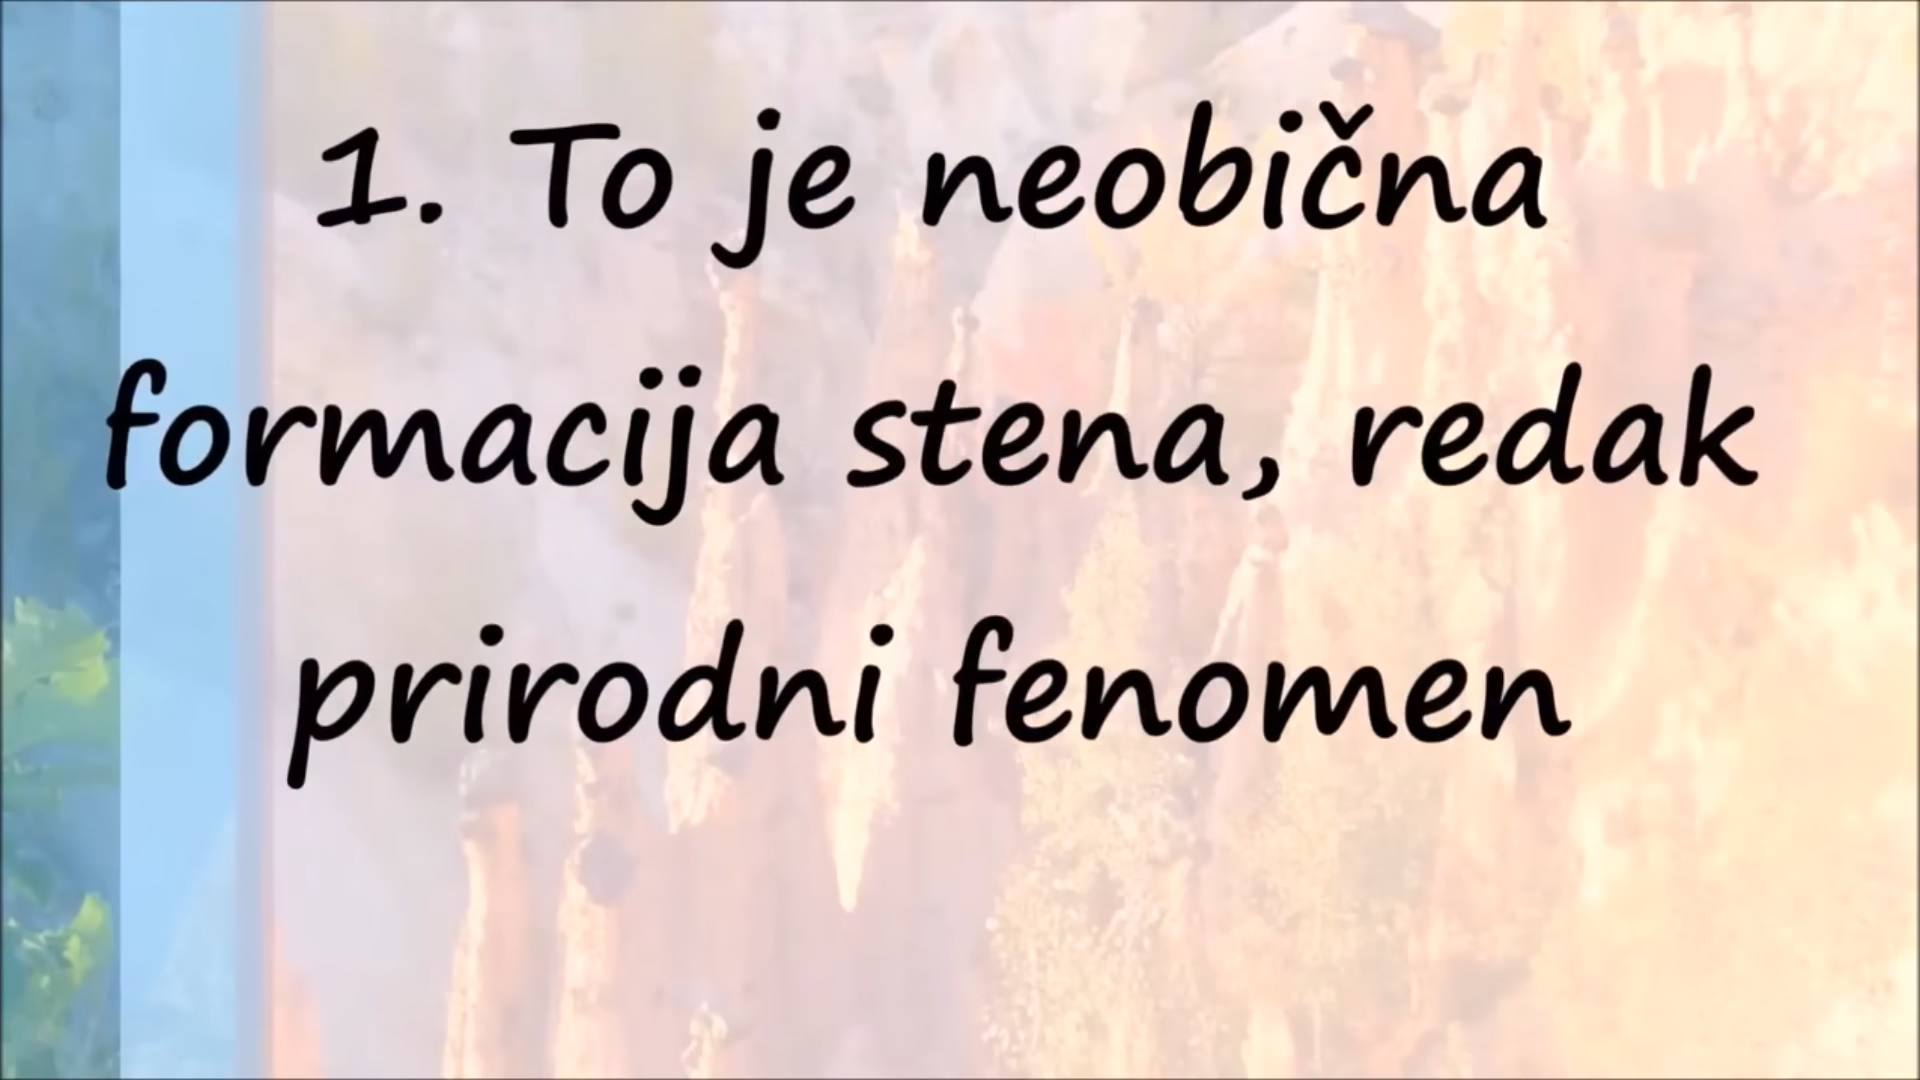 1. To je neobična
formacija stena, redak
prirodni fenomen